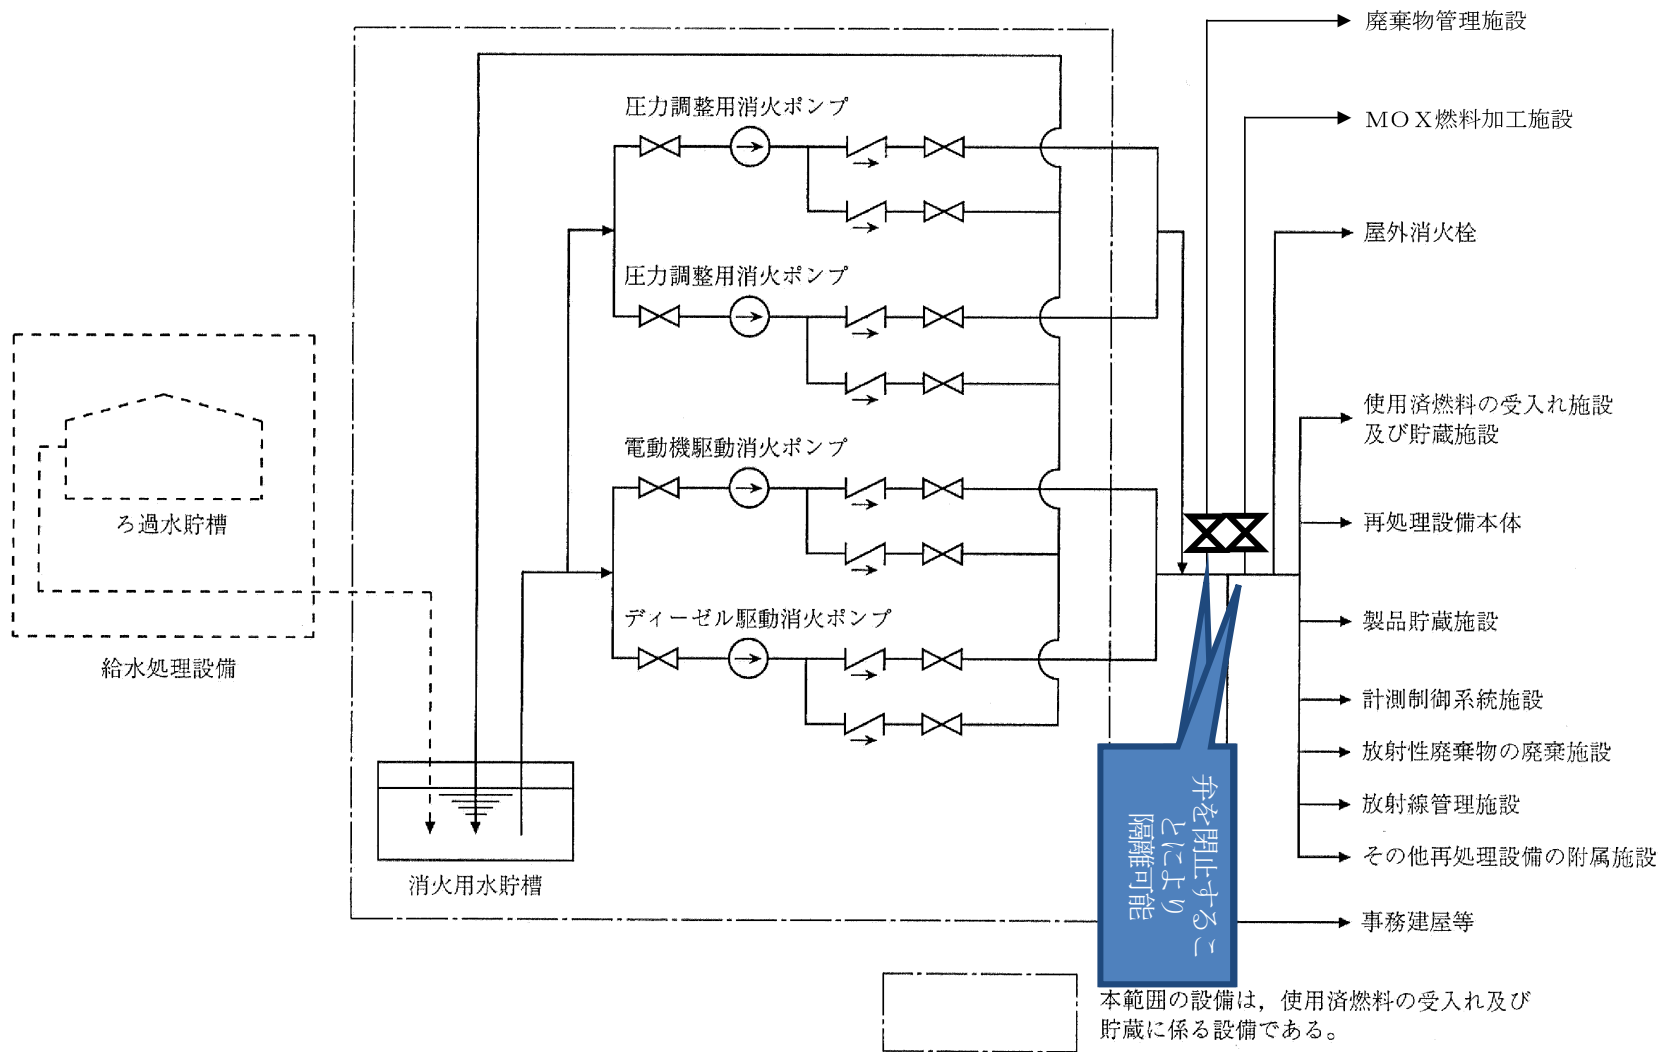 廃棄物管理施設
圧力調整用消火ポンプ
MOX燃料加工施設
屋外消火栓
圧力調整用消火ポンプ
使用済燃料の受入れ施設
及び貯蔵施設
電動機駆動消火ポンプ
ろ過水貯槽
再処理設備本体
ディーゼル駆動消火ポンプ
製品貯蔵施設
給水処理設備
計測制御系統施設
放射性廃棄物の廃棄施設
放射線管理施設
その他再処理設備の附属施設
消火用水貯槽
弁を閉止するこ
とにより
隔離可能
事務建屋等
本範囲の設備は，使用済燃料の受入れ及び
貯蔵に係る設備である。